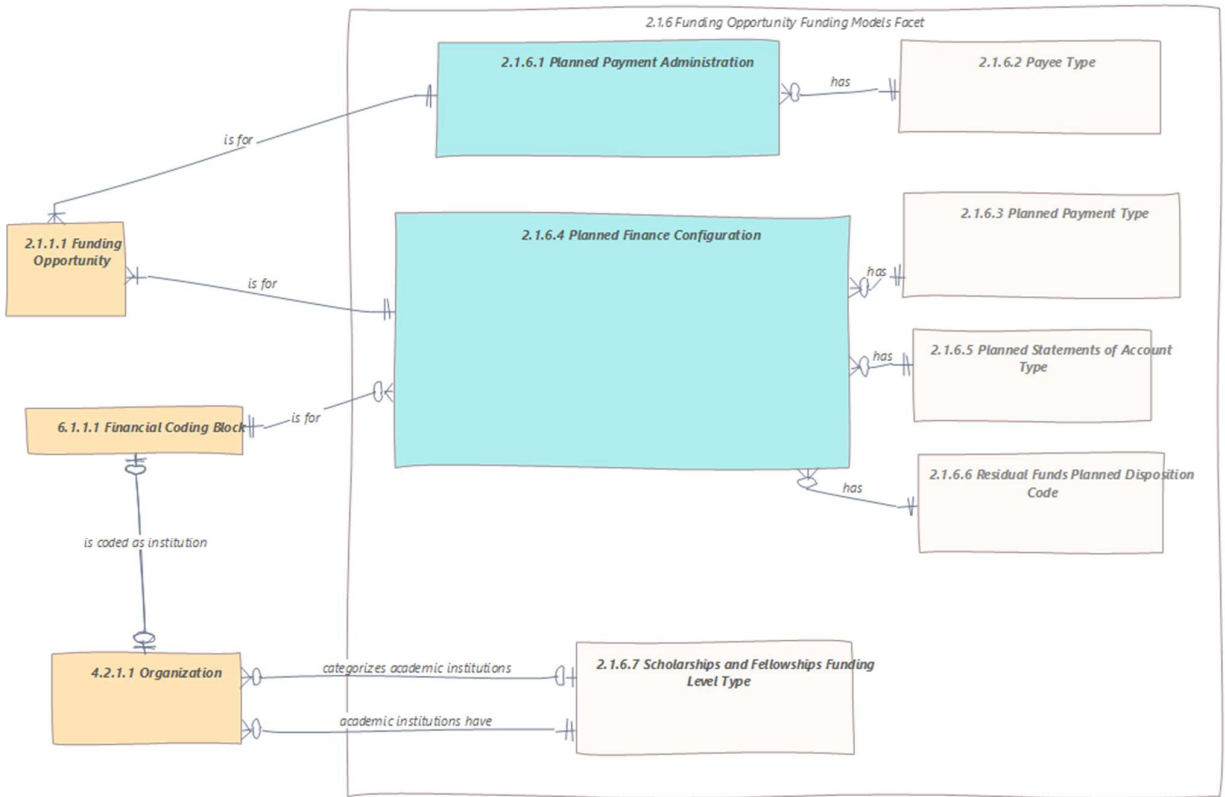 2.1.6 Funding Opportunity Funding Models Facet
2.1.6.1 Planned Payment Administration
has
2.1.6.2 Payee Type
is for
2.1.1.1 Funding
Opportunity
is for
2.1.6.4 Planned Finance Configuration
has
2.1.6.3 Planned Payment Type
has
2.1.6.5 Planned Statements of Account
Type
6.1.1.1 Financial Coding Block
is for
has
2.1.6.6 Residual Funds Planned Disposition
Code
is coded as institution
4.2.1.1 Organization
categorizes academic institutions
academic institutions have
2.1.6.7 Scholarships and Fellowships Funding
Level Type